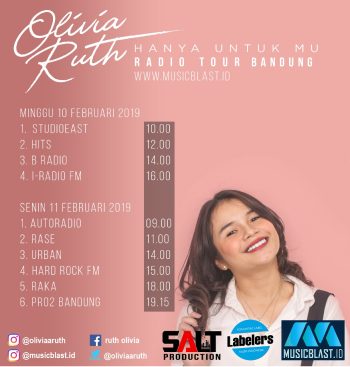 Olivia
Ruth
HANYA UNTUK MU
RADIO TOUR BANDUNG
WWW.MUSICBLAST.ID
MINGGU 10 FEBRUARI 2019
1. STUDIOEAST 10.00
2. HITS 12.00
3. B RADIO 14.00
4. I-RADIO FM 16.00
SENIN 11 FEBRUARI 2019
1. AUTORADIO 09.00
2. RASE 11.00
3. URBAN 14.00
4. HARD ROCK FM 15.00
5. RAKA 18.00
6. PRO2 BANDUNG 19.15
@oliviaaruth ruth olivia
@musicblast.id @oliviaaruth
SALT
PRODUCTION
Labelers
MUSICBLAST.ID